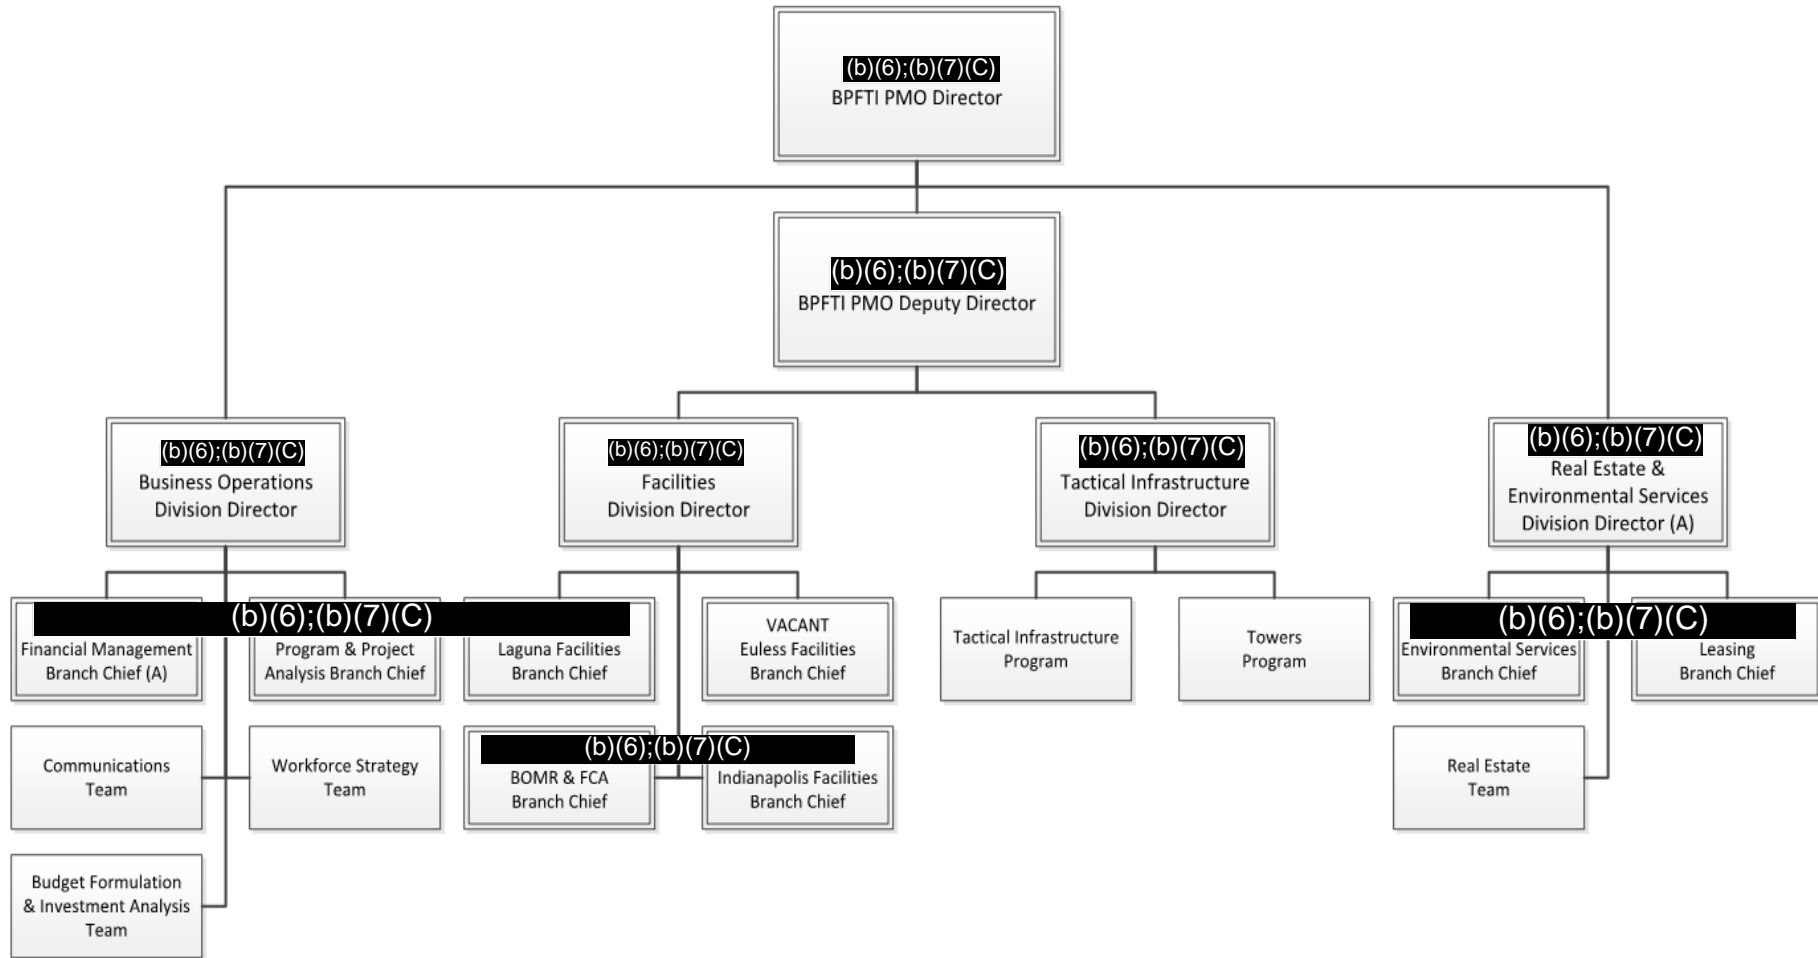 (b)(6);(b)(7)(C)
BPFTI PMO Director
(b)(6);(b)(7)(C)
BPFTI PMO Deputy Director
(b)(6);(b)(7)(C)
Business Operations
Division Director
(b)(6);(b)(7)(C)
Facilities
Division Director
(b)(6);(b)(7)(C)
Tactical Infrastructure
Division Director
(b)(6);(b)(7)(C)
Real Estate &
Environmental Services
Division Director (A)
(b)(6);(b)(7)(C)
Financial Management
Branch Chief (A)
Program & Project
Analysis Branch Chief
Laguna Facilities
Branch Chief
VACANT
Euless Facilities
Branch Chief
Tactical Infrastructure
Program
Towers
Program
(b)(6);(b)(7)(C)
Environmental Services
Branch Chief
Leasing
Branch Chief
Communications
Team
Workforce Strategy
Team
(b)(6);(b)(7)(C)
BOMR & FCA
Branch Chief
Indianapolis Facilities
Branch Chief
Real Estate
Team
Budget Formulation
& Investment Analysis
Team